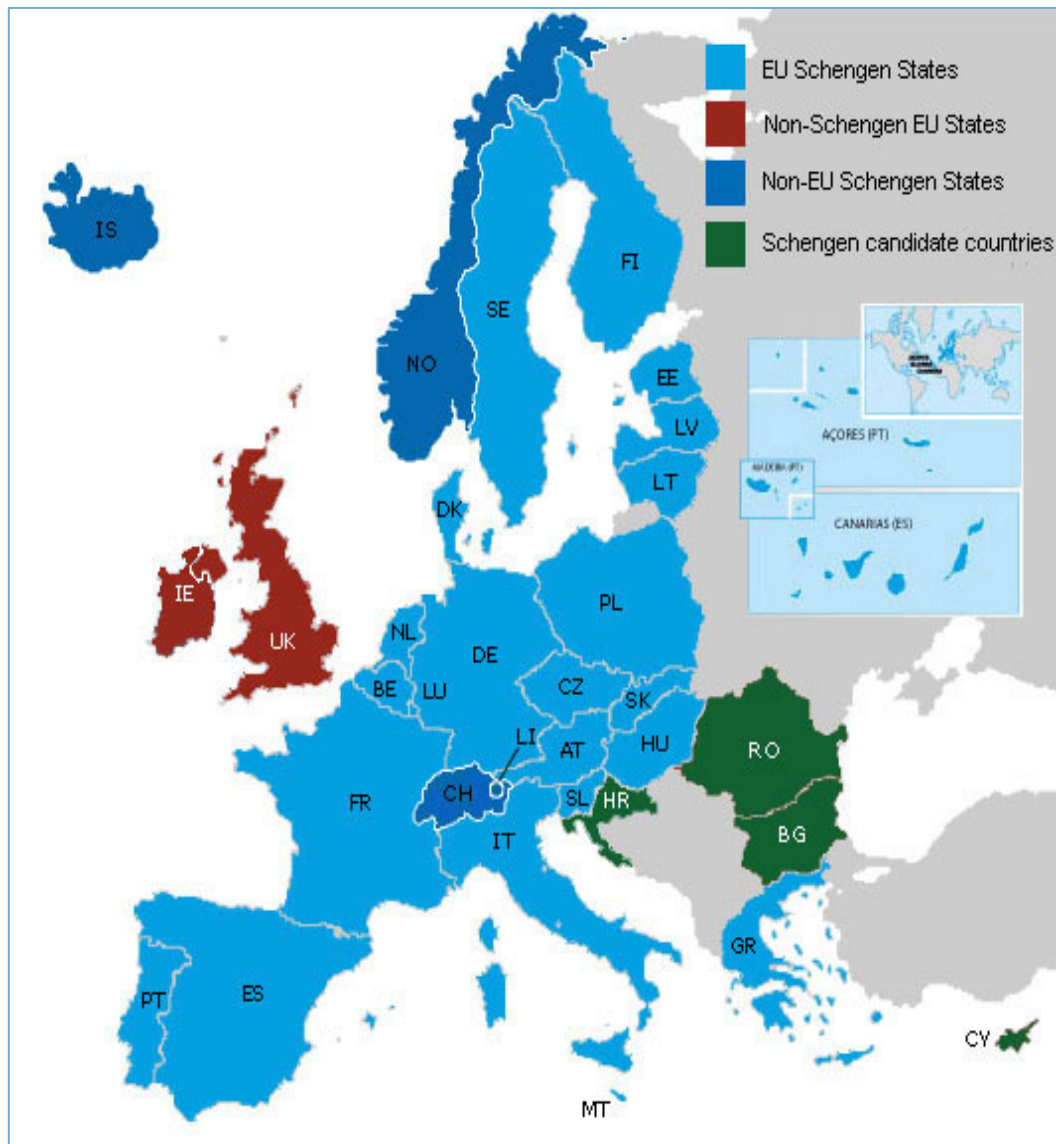 EU Schengen States
Non-Schengen EU States
Non-EU Schengen States
Schengen candidate countries
IS
FI
SE
NO
EE
LV
LT
DK
AÇORES (PT)
MADEIRA (PT)
CANARIAS (ES)
IE
UK
NL
DE
PL
BE
LU
CZ
SK
LI
AT
HU
RO
FR
CH
SL
HR
IT
BG
GR
PT
ES
CY
MT